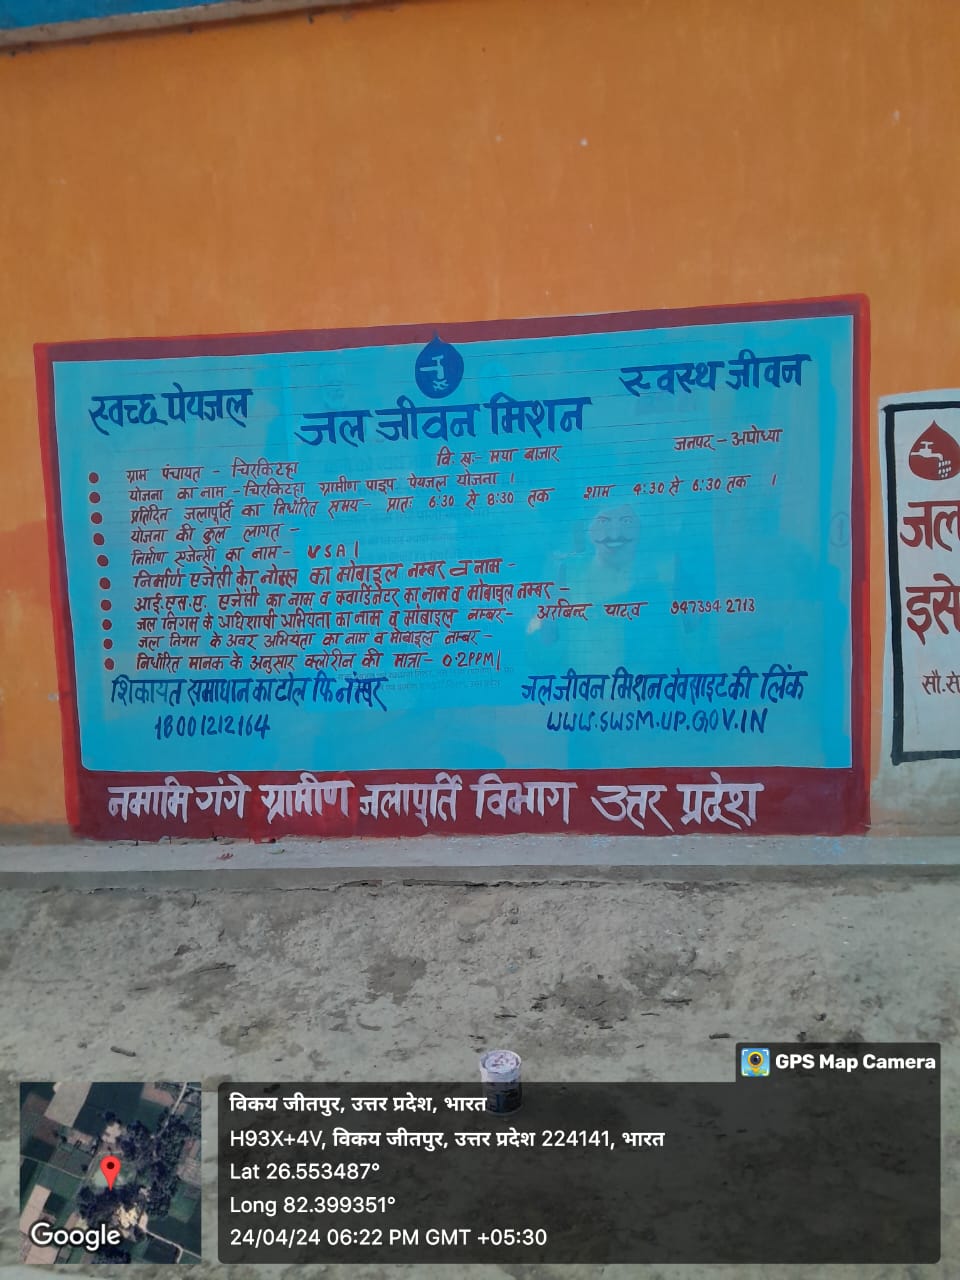 स्वच्छ पेयजल
स्वस्थ जीवन
जल जीवन मिशन
ग्राम पंचायत - चिरकिटहा वि. ख.- मया बाजार जनपद - अयोध्या
योजना का नाम - चिरकिटहा ग्रामीण पाइप पेयजल योजना ।
प्रतिदिन जलापूर्ति का निर्धारित समय- प्रातः 6:30 से 8:30 तक शाम 4:30 से 6:30 तक ।
योजना की कुल लागत -
निर्माण एजेन्सी का नाम - VSA।
निर्माण एजेंसी के नोडल का मोबाइल नम्बर व नाम -
आई.एस.ए. एजेंसी का नाम व क्वार्डिनेटर का नाम व मोबाइल नम्बर -
जल निगम के अधिशाषी अभियंता का नाम व मोबाइल नम्बर- अरबिन्द यादव 9473942713
जल निगम के अवर अभियंता का नाम व मोबाइल नम्बर -
निर्धारित मानक के अनुसार क्लोरीन की मात्रा - 0.2PPM।
शिकायत समाधान का टोल फ्रि नंम्बर
18001212164
जल जीवन मिशन वेवसाइट की लिंक
WWW.SWSM.UP.GOV.IN
नमामि गंगे ग्रामीण जलापूर्ति विभाग उत्तर प्रदेश
जल
इसे
सौ.से
GPS Map Camera
विकय जीतपुर, उत्तर प्रदेश, भारत
H93X+4V, विकय जीतपुर, उत्तर प्रदेश 224141, भारत
Lat 26.553487°
Long 82.399351°
24/04/24 06:22 PM GMT +05:30
Google